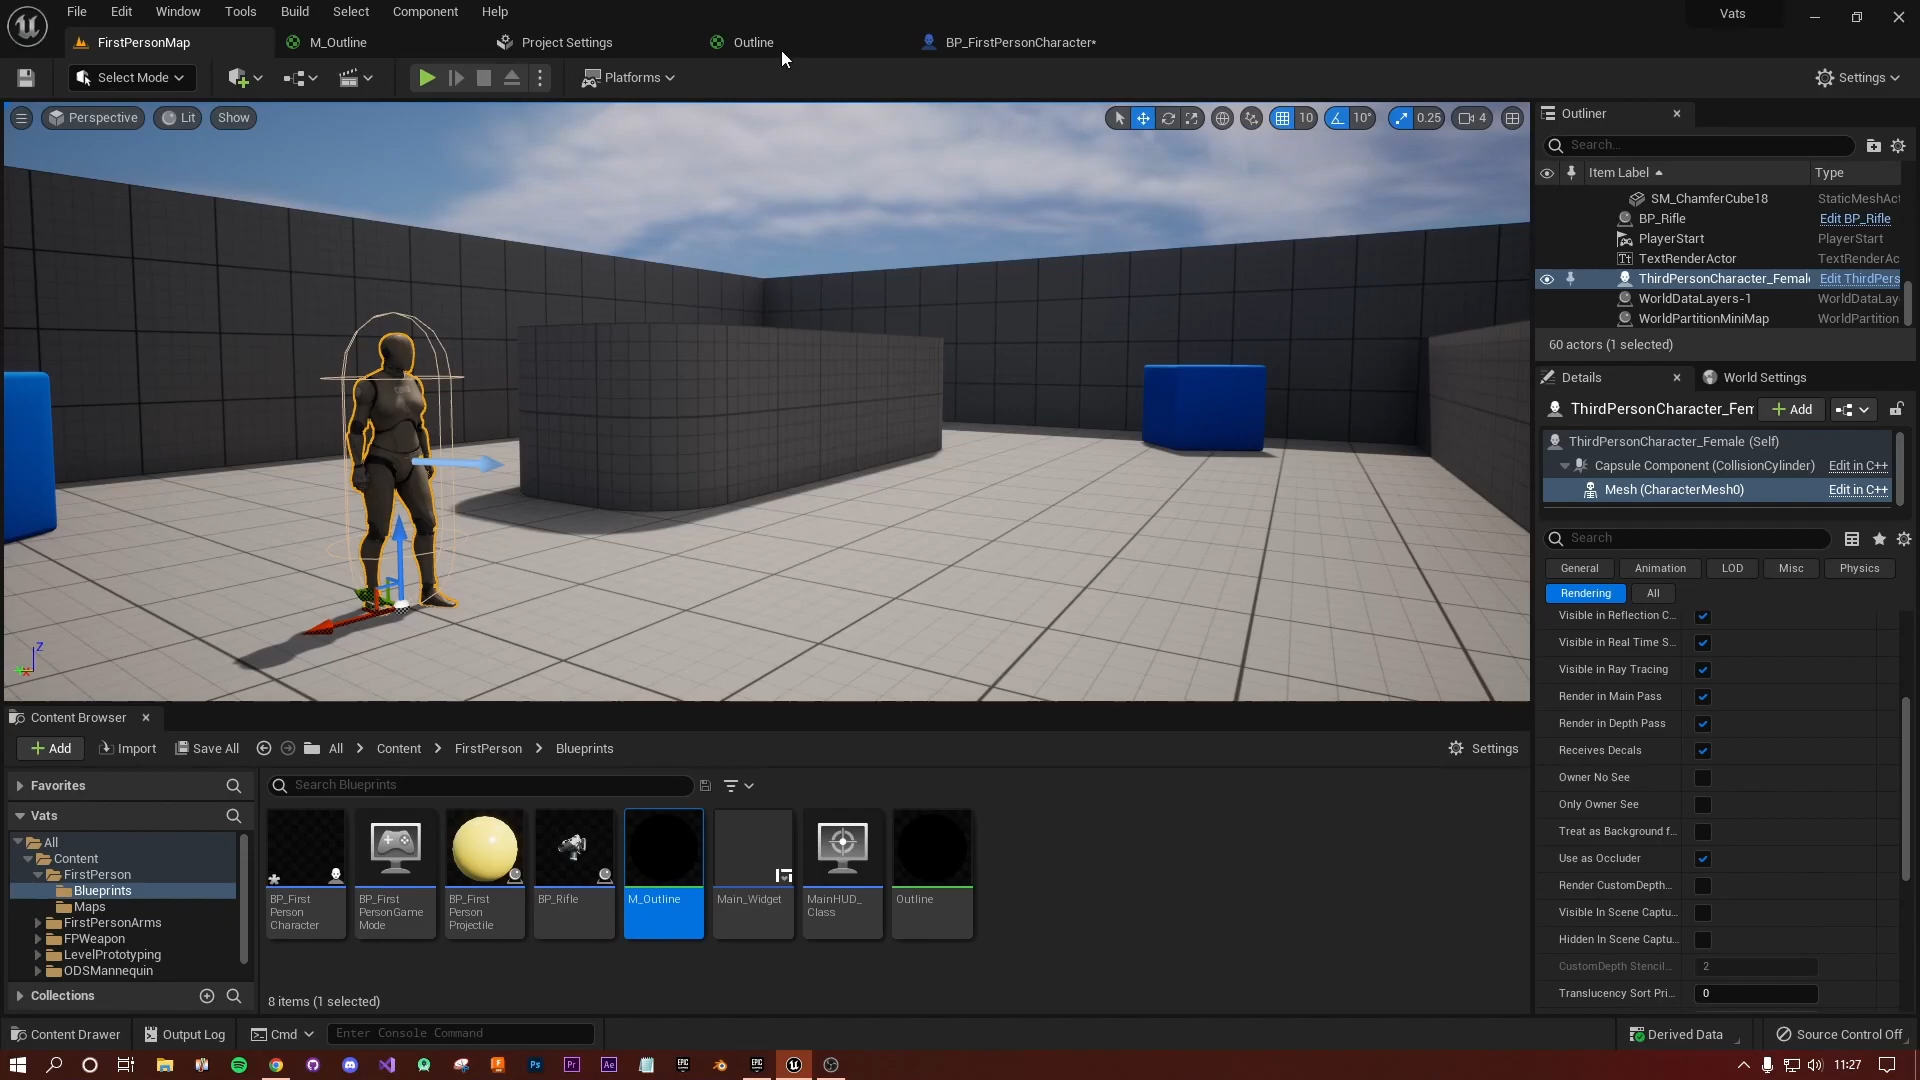 File Edit Window Tools Build Select Component Help
Vats
FirstPersonMap
M_Outline
Project Settings
Outline
BP_FirstPersonCharacter*
Select Mode
Platforms
Settings
Perspective Lit Show
10 10° 0.25 4
Outliner
Search...
Item Label Type
SM_ChamferCube18 StaticMeshAct
BP_Rifle Edit BP_Rifle
PlayerStart PlayerStart
TextRenderActor TextRenderAc
ThirdPersonCharacter_Femal Edit ThirdPers
WorldDataLayers-1 WorldDataLay
WorldPartitionMiniMap WorldPartition
60 actors (1 selected)
Details World Settings
ThirdPersonCharacter_Fem Add
ThirdPersonCharacter_Female (Self)
Capsule Component (CollisionCylinder) Edit in C++
Mesh (CharacterMesh0) Edit in C++
Search
General Animation LOD Misc Physics
Rendering All
Visible in Reflection C...
Visible in Real Time S...
Visible in Ray Tracing
Render in Main Pass
Render in Depth Pass
Receives Decals
Owner No See
Only Owner See
Treat as Background f...
Use as Occluder
Render CustomDepth...
Visible In Scene Captu...
Hidden In Scene Captu...
CustomDepth Stencil... 2
Translucency Sort Pri... 0
Z
Content Browser
Add Import Save All All Content FirstPerson Blueprints Settings
Favorites
Search Blueprints
Vats
All
Content
FirstPerson
Blueprints
Maps
FirstPersonArms
FPWeapon
LevelPrototyping
ODSMannequin
Collections
BP_First
Person
Character
BP_First
PersonGame
Mode
BP_First
Person
Projectile
BP_Rifle
M_Outline
Main_Widget
MainHUD_
Class
Outline
8 items (1 selected)
Content Drawer Output Log Cmd Enter Console Command Derived Data Source Control Off
11:27